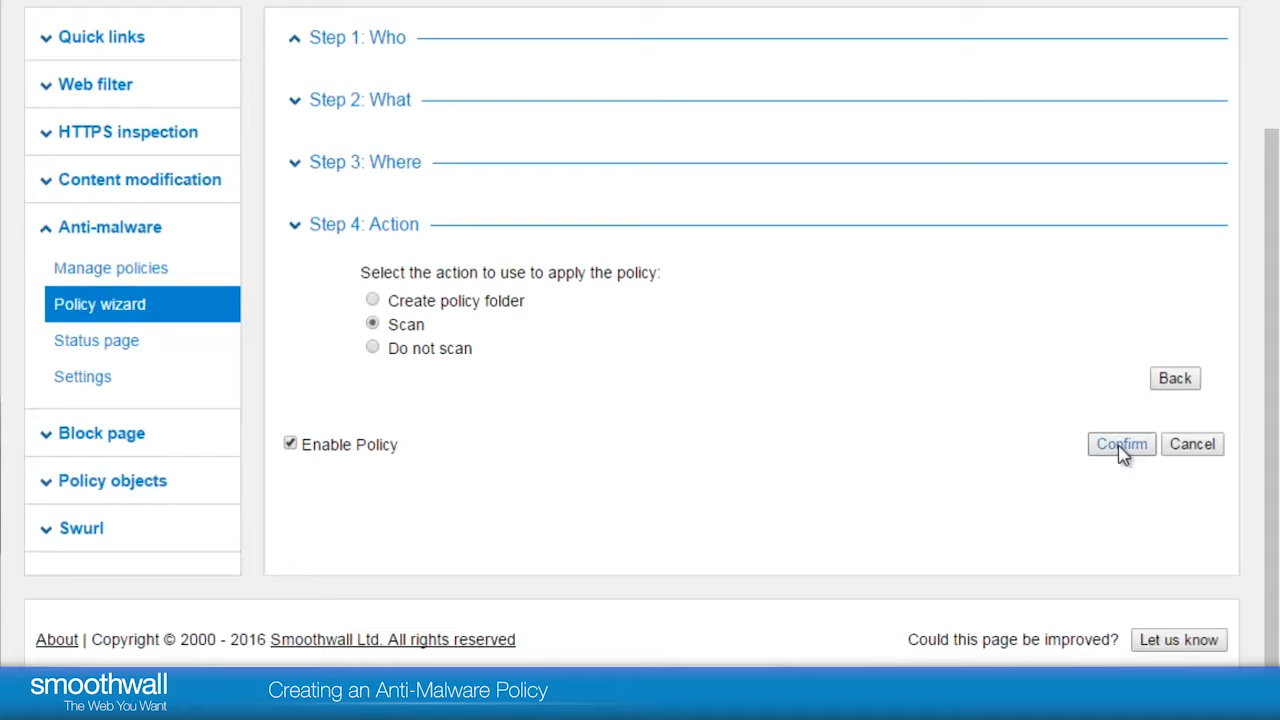 Quick links
Web filter
HTTPS inspection
Content modification
Anti-malware
Manage policies
Policy wizard
Status page
Settings
Block page
Policy objects
Swurl
Step 1: Who
Step 2: What
Step 3: Where
Step 4: Action
Select the action to use to apply the policy:
Create policy folder
Scan
Do not scan
Back
Enable Policy
Confirm Cancel
About | Copyright © 2000 - 2016 Smoothwall Ltd. All rights reserved
Could this page be improved? Let us know
smoothwall
The Web You Want
Creating an Anti-Malware Policy